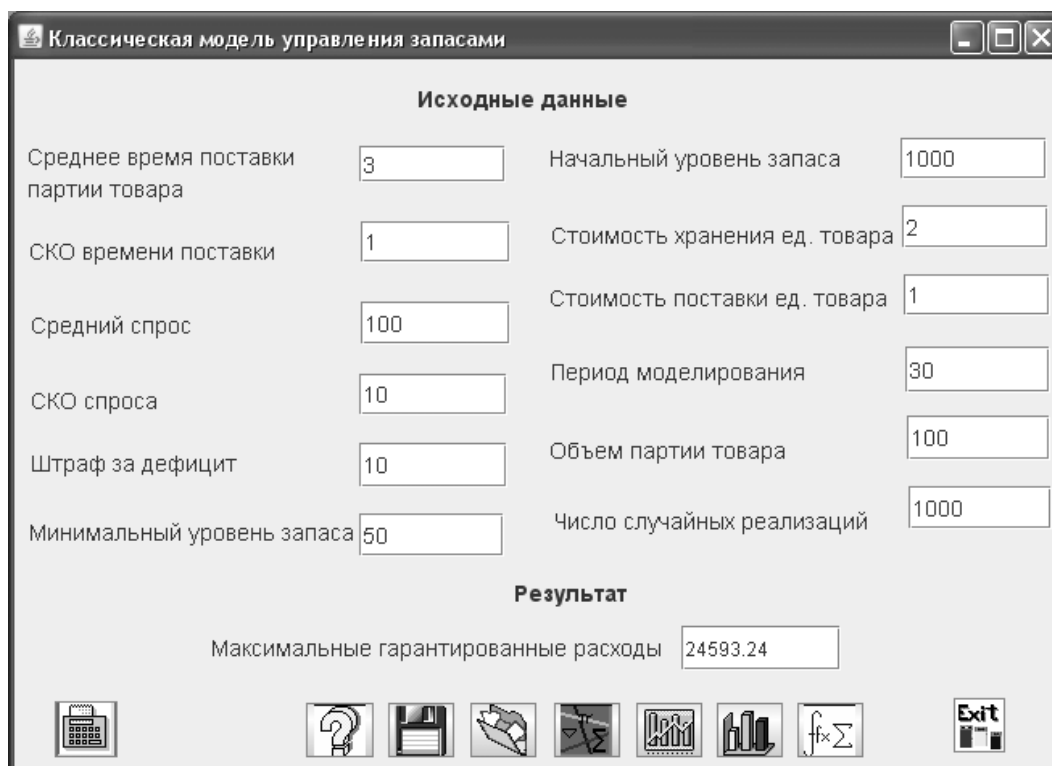 Классическая модель управления запасами
Исходные данные
Среднее время поставки
партии товара
3
Начальный уровень запаса
1000
СКО времени поставки
1
Стоимость хранения ед. товара
2
Средний спрос
100
Стоимость поставки ед. товара
1
СКО спроса
10
Период моделирования
30
Штраф за дефицит
10
Объем партии товара
100
Минимальный уровень запаса
50
Число случайных реализаций
1000
Результат
Максимальные гарантированные расходы
24593.24
Σ
fx Σ
Exit